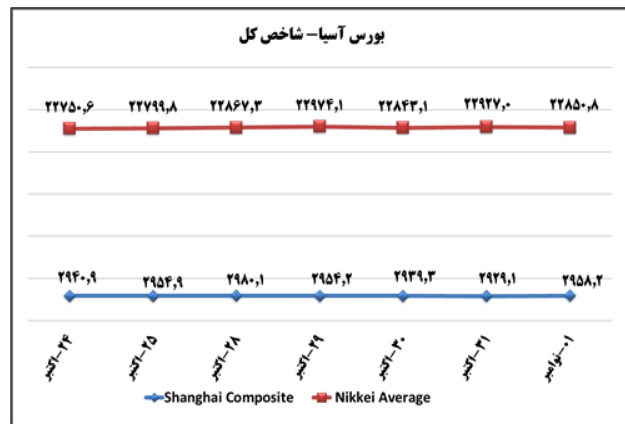 بورس آسیا– شاخص کل
۲۲۷۵۰٫۶ ۲۲۷۹۹٫۸ ۲۲۸۶۷٫۳ ۲۲۹۷۴٫۱ ۲۲۸۴۳٫۱ ۲۲۹۲۷٫۰ ۲۲۸۵۰٫۸
۲۹۴۰٫۹ ۲۹۵۴٫۹ ۲۹۸۰٫۱ ۲۹۵۴٫۲ ۲۹۳۹٫۳ ۲۹۲۹٫۱ ۲۹۵۸٫۲
۲۴-اکتبر ۲۵-اکتبر ۲۸-اکتبر ۲۹-اکتبر ۳۰-اکتبر ۳۱-اکتبر ۰۱-نوامبر
Shanghai Composite Nikkei Average